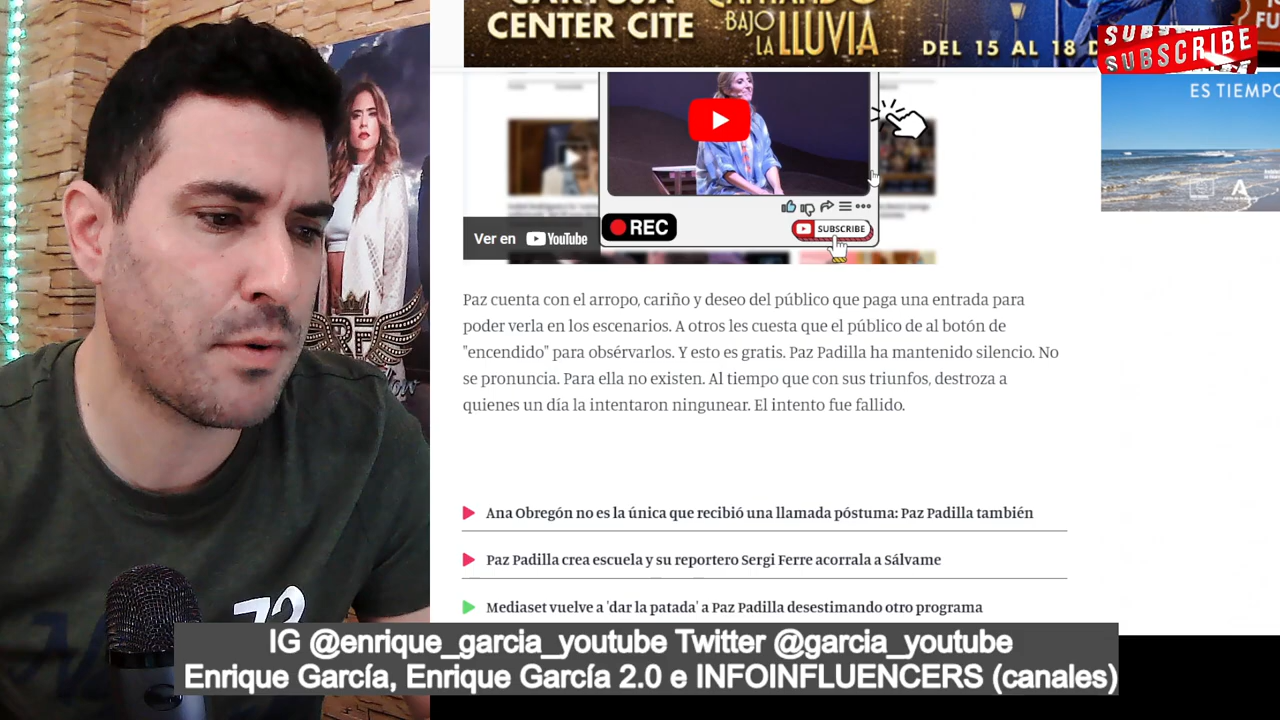 CARTUJA
CENTER CITE
CANTANDO
BAJO
LA LLUVIA
DEL 15 AL 18 D
SUBSCRIBE
ES TIEMPO
REC
SUBSCRIBE
Ver en YouTube
Paz cuenta con el arropo, cariño y deseo del público que paga una entrada para
poder verla en los escenarios. A otros les cuesta que el público de al botón de
"encendido" para obsérvarlos. Y esto es gratis. Paz Padilla ha mantenido silencio. No
se pronuncia. Para ella no existen. Al tiempo que con sus triunfos, destroza a
quienes un día la intentaron ningunear. El intento fue fallido.
Ana Obregón no es la única que recibió una llamada póstuma: Paz Padilla también
Paz Padilla crea escuela y su reportero Sergi Ferre acorrala a Sálvame
Mediaset vuelve a 'dar la patada' a Paz Padilla desestimando otro programa
IG @enrique_garcia_youtube Twitter @garcia_youtube
Enrique García, Enrique García 2.0 e INFOINFLUENCERS (canales)